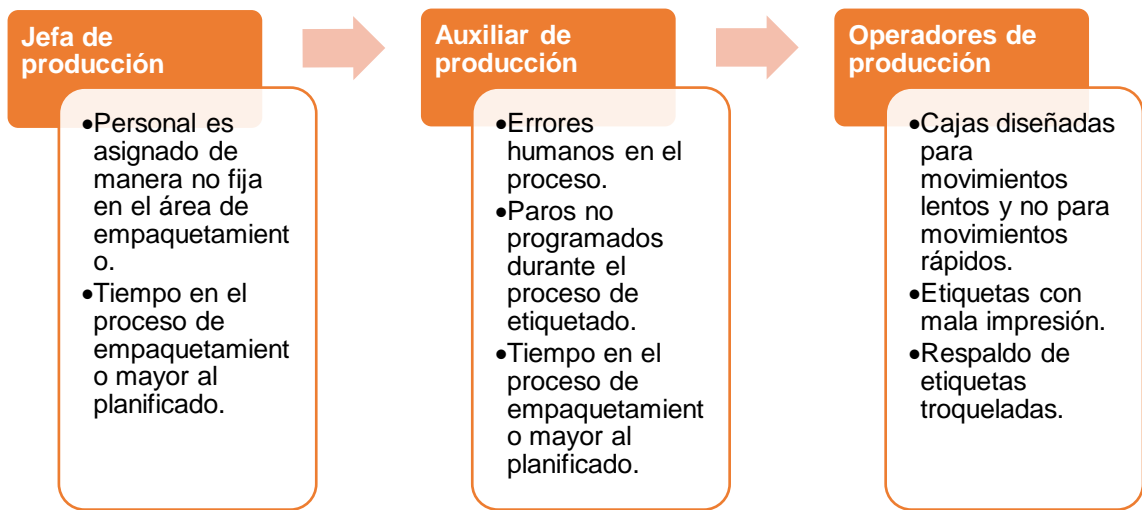 Jefa de
producción
•Personal es
asignado de
manera no fija
en el área de
empaquetamient
o.
•Tiempo en el
proceso de
empaquetamient
o mayor al
planificado.
Auxiliar de
producción
•Errores
humanos en el
proceso.
•Paros no
programados
durante el
proceso de
etiquetado.
•Tiempo en el
proceso de
empaquetamient
o mayor al
planificado.
Operadores de
producción
•Cajas diseñadas
para
movimientos
lentos y no para
movimientos
rápidos.
•Etiquetas con
mala impresión.
•Respaldo de
etiquetas
troqueladas.